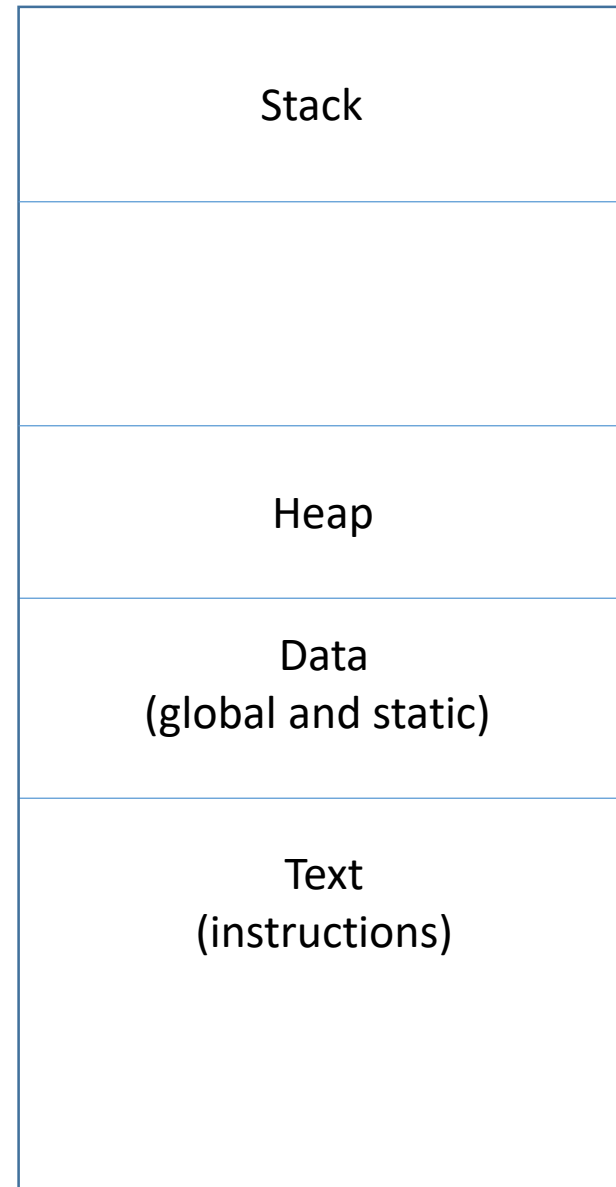 Stack
Heap
Data
(global and static)
Text
(instructions)